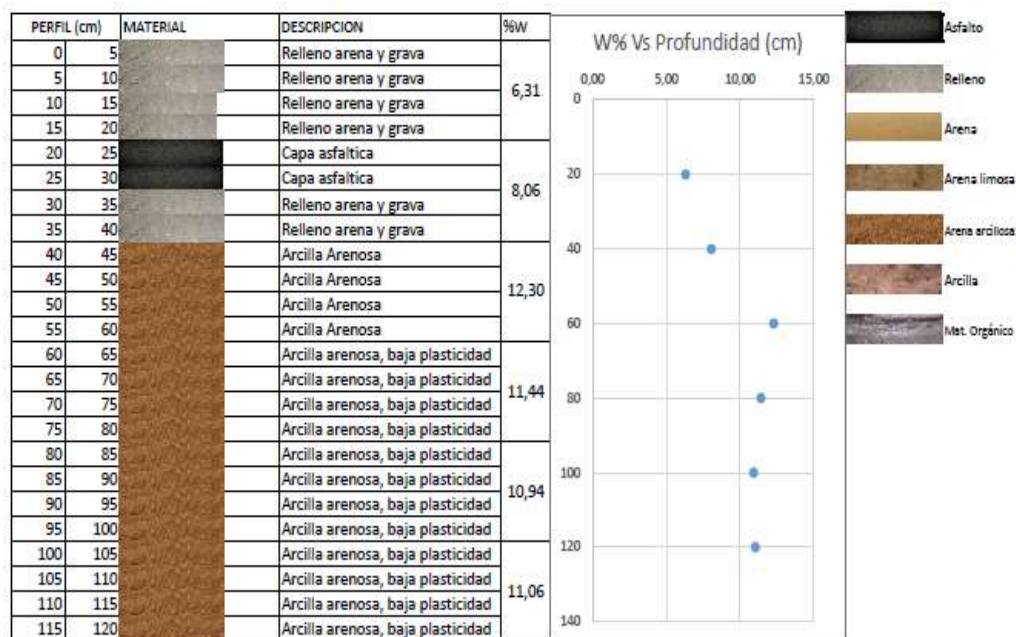 PERFIL (cm) MATERIAL DESCRIPCION %W
0 5 Relleno arena y grava
5 10 Relleno arena y grava
6,31
10 15 Relleno arena y grava
15 20 Relleno arena y grava
20 25 Capa asfaltica
25 30 Capa asfaltica
8,06
30 35 Relleno arena y grava
35 40 Relleno arena y grava
40 45 Arcilla Arenosa
45 50 Arcilla Arenosa
12,30
50 55 Arcilla Arenosa
55 60 Arcilla Arenosa
60 65 Arcilla arenosa, baja plasticidad
65 70 Arcilla arenosa, baja plasticidad
11,44
70 75 Arcilla arenosa, baja plasticidad
75 80 Arcilla arenosa, baja plasticidad
80 85 Arcilla arenosa, baja plasticidad
85 90 Arcilla arenosa, baja plasticidad
10,94
90 95 Arcilla arenosa, baja plasticidad
95 100 Arcilla arenosa, baja plasticidad
100 105 Arcilla arenosa, baja plasticidad
105 110 Arcilla arenosa, baja plasticidad
11,06
110 115 Arcilla arenosa, baja plasticidad
115 120 Arcilla arenosa, baja plasticidad
W% Vs Profundidad (cm)
0,00 5,00 10,00 15,00
0
20
40
60
80
100
120
140
Asfalto
Relleno
Arena
Arena limosa
Arena arcillosa
Arcilla
Mat. Orgánico